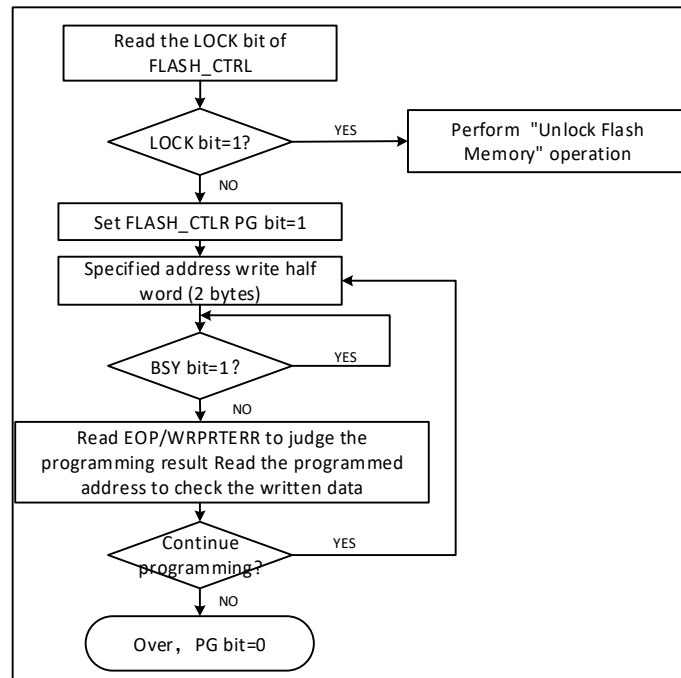 Read the LOCK bit of
FLASH_CTRL
LOCK bit=1?
YES
Perform "Unlock Flash
Memory" operation
NO
Set FLASH_CTLR PG bit=1
Specified address write half
word (2 bytes)
BSY bit=1?
YES
NO
Read EOP/WRPRTERR to judge the
programming result Read the programmed
address to check the written data
Continue
programming?
YES
NO
Over，PG bit=0